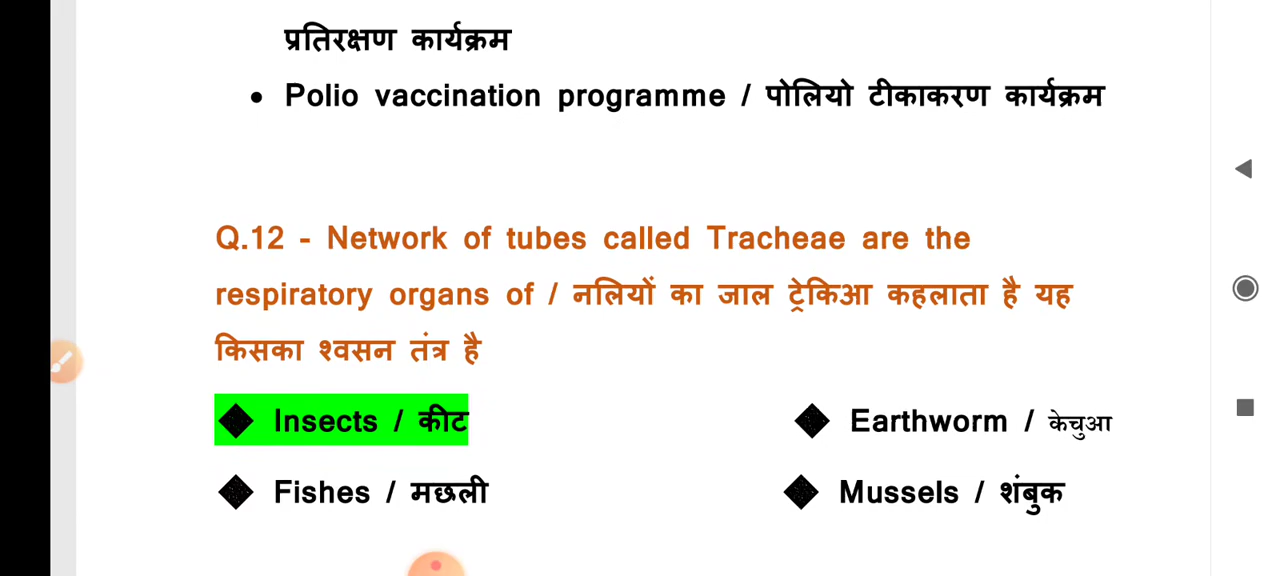 प्रतिरक्षण कार्यक्रम
• Polio vaccination programme / पोलियो टीकाकरण कार्यक्रम
Q.12 - Network of tubes called Tracheae are the
respiratory organs of / नलियों का जाल ट्रेकिआ कहलाता है यह
किसका श्वसन तंत्र है
◆ Insects / कीट ◆ Earthworm / केचुआ
◆ Fishes / मछली ◆ Mussels / शंबुक